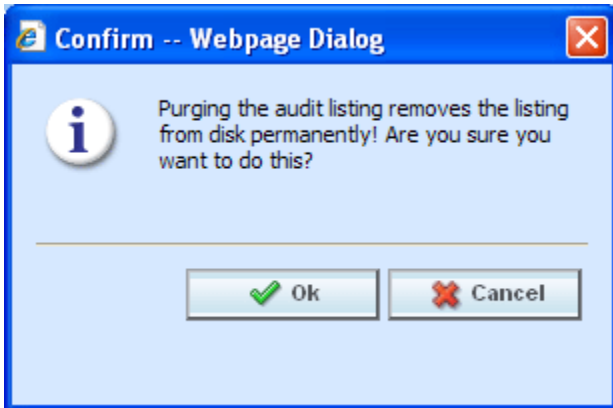 Confirm -- Webpage Dialog
Purging the audit listing removes the listing
from disk permanently! Are you sure you
want to do this?
Ok
Cancel